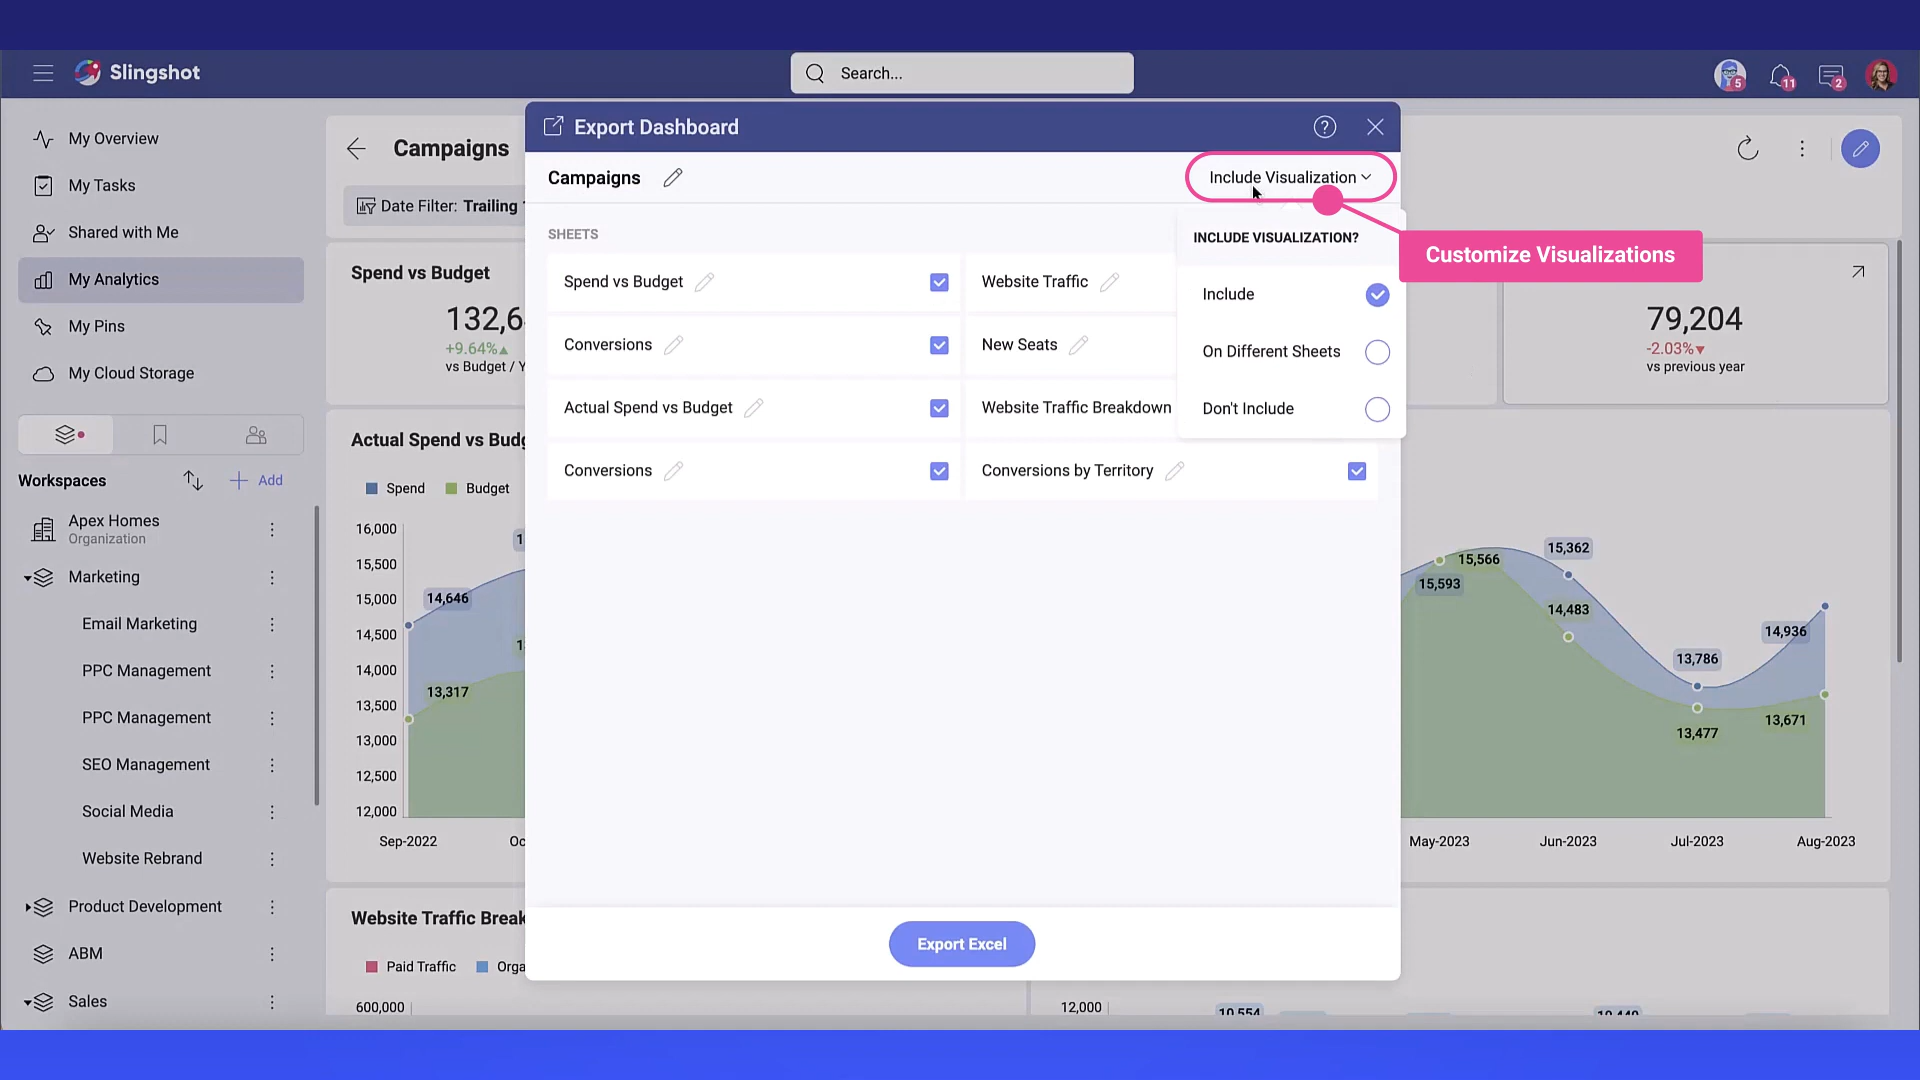 Slingshot
Search...
5
11
2
My Overview
My Tasks
Shared with Me
My Analytics
My Pins
My Cloud Storage
Workspaces
Add
Apex Homes
Organization
Marketing
Email Marketing
PPC Management
PPC Management
SEO Management
Social Media
Website Rebrand
Product Development
ABM
Sales
Campaigns
Date Filter: Trailing
Spend vs Budget
+9.64%
vs Budget /
Actual Spend vs
Spend
Budget
16,000
15,500
15,000
14,500
14,000
13,500
13,000
12,500
12,000
14,646
13,317
Sep-2022
Website Traffic
Paid Traffic
600,000
Export Dashboard
Campaigns
Include Visualization
SHEETS
Spend vs Budget
Website Traffic
Conversions
New Seats
Actual Spend vs Budget
Website Traffic Breakdown
Conversions
Conversions by Territory
INCLUDE VISUALIZATION?
Include
On Different Sheets
Don't Include
Customize Visualizations
Export Excel
79,204
-2.03%
vs previous year
15,593
15,566
15,362
14,483
13,786
13,477
14,936
13,671
May-2023
Jun-2023
Jul-2023
Aug-2023
12,000
10,554